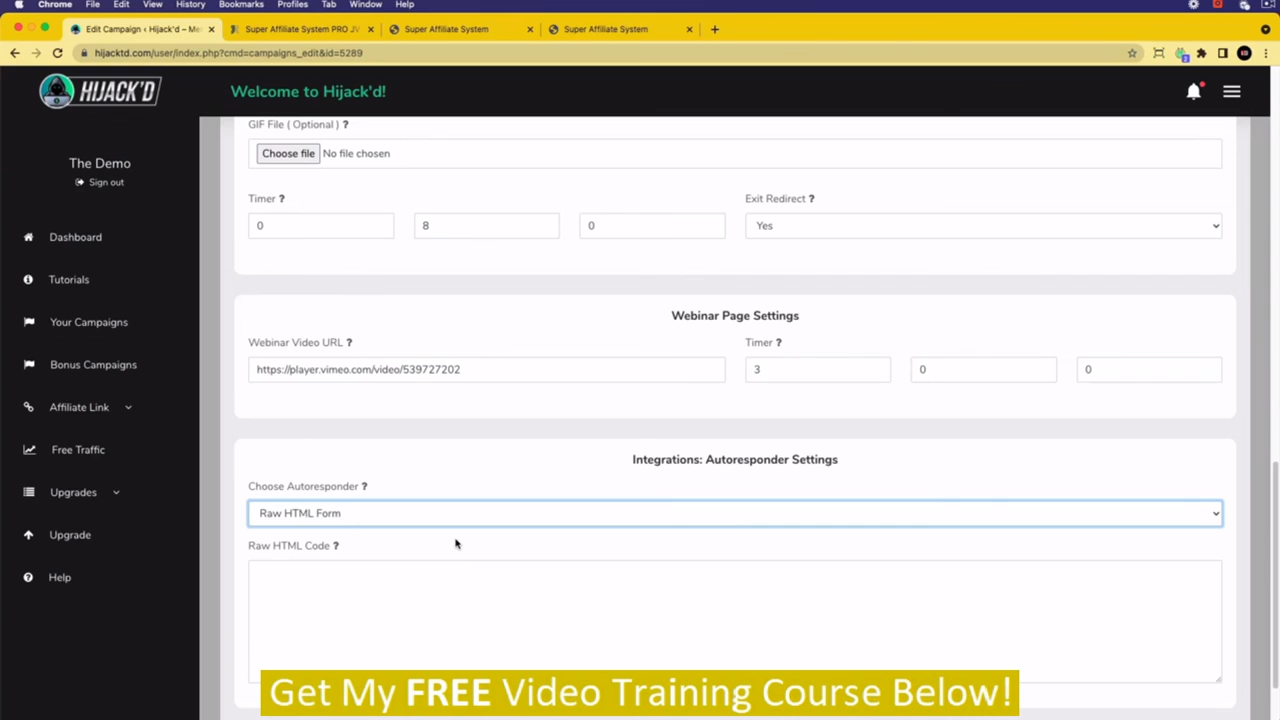 Chrome File Edit View History Bookmarks Profiles Tab Window Help
Edit Campaign ‹ Hijack'd – Me
Super Affiliate System PRO JV
Super Affiliate System
Super Affiliate System
hijacktd.com/user/index.php?cmd=campaigns_edit&id=5289
HIJACK'D
Welcome to Hijack'd!
The Demo
Sign out
Dashboard
Tutorials
Your Campaigns
Bonus Campaigns
Affiliate Link
Free Traffic
Upgrades
Upgrade
Help
GIF File ( Optional ) ?
Choose file No file chosen
Timer ?
Exit Redirect ?
0 8 0 Yes
Webinar Page Settings
Webinar Video URL ?
Timer ?
https://player.vimeo.com/video/539727202 3 0 0
Integrations: Autoresponder Settings
Choose Autoresponder ?
Raw HTML Form
Raw HTML Code ?
Get My FREE Video Training Course Below!